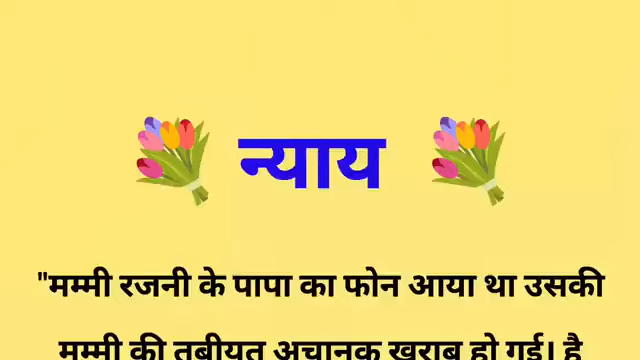 न्याय
"मम्मी रजनी के पापा का फोन आया था उसकी
मम्मी की तबीयत अचानक खराब हो गई। है